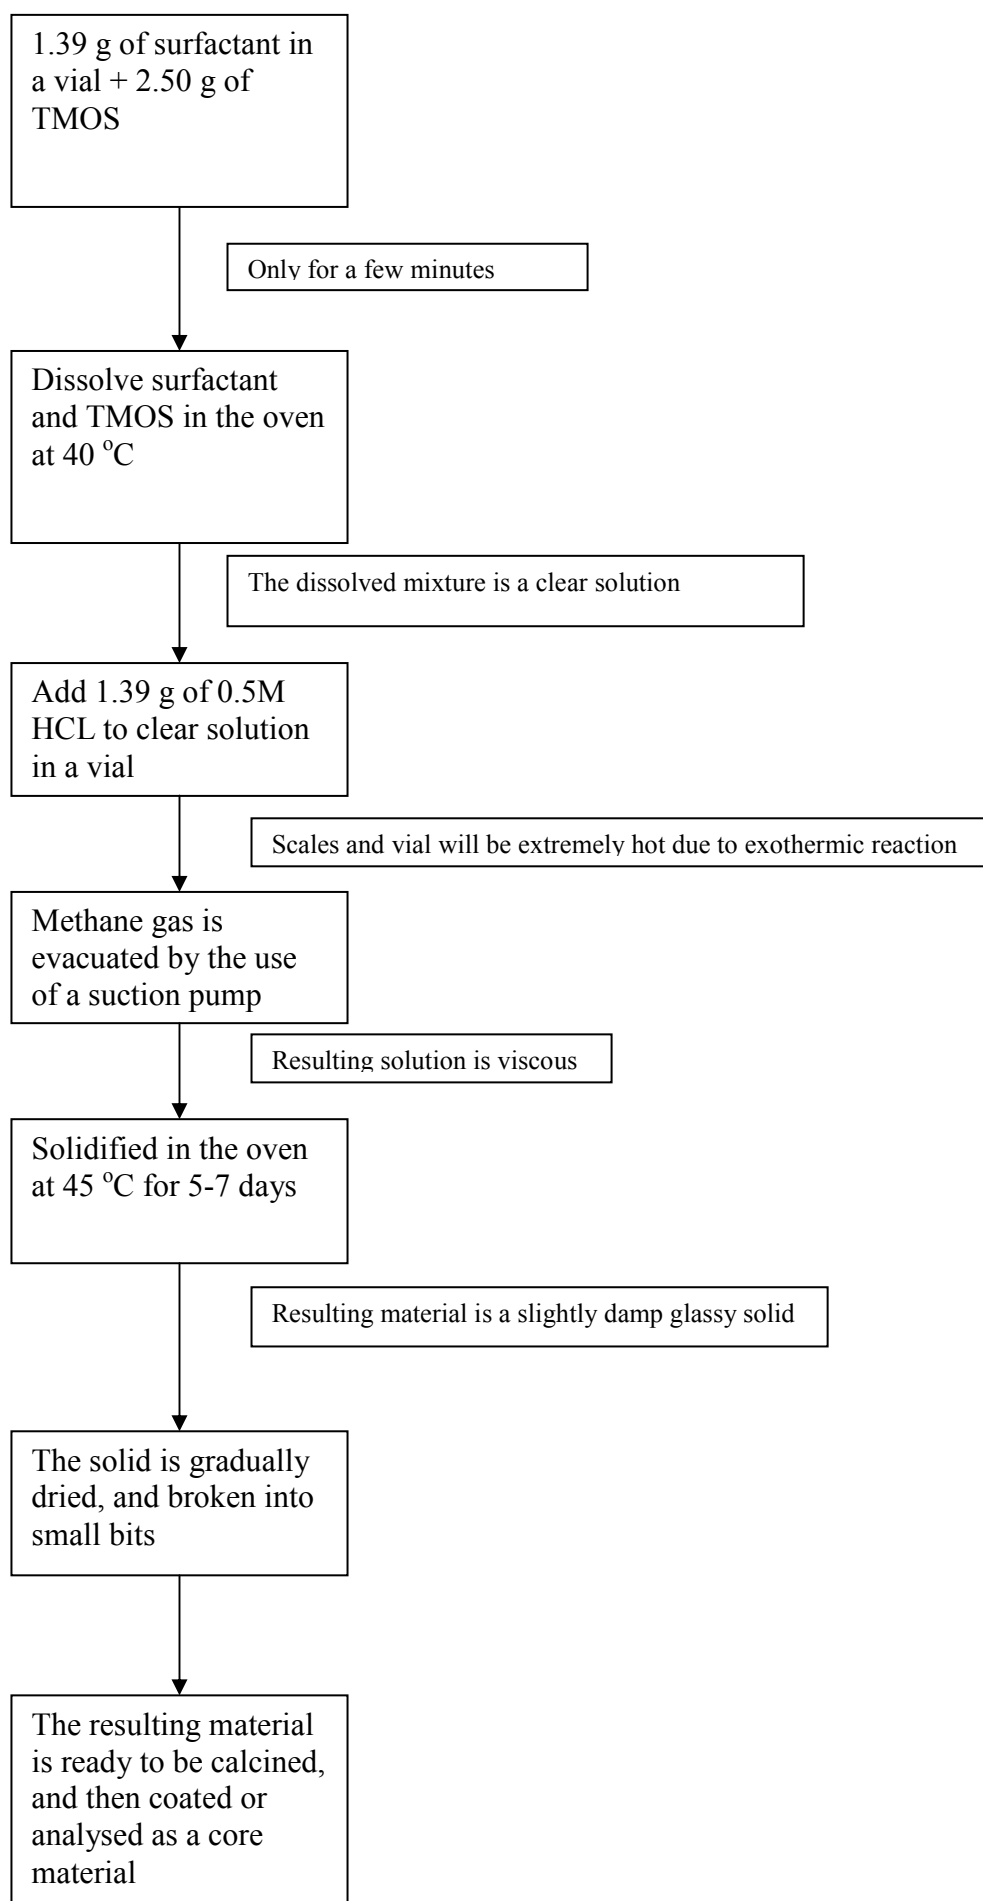 1.39 g of surfactant in
a vial + 2.50 g of
TMOS
Only for a few minutes
Dissolve surfactant
and TMOS in the oven
at 40 °C
The dissolved mixture is a clear solution
Add 1.39 g of 0.5M
HCL to clear solution
in a vial
Scales and vial will be extremely hot due to exothermic reaction
Methane gas is
evacuated by the use
of a suction pump
Resulting solution is viscous
Solidified in the oven
at 45 °C for 5-7 days
Resulting material is a slightly damp glassy solid
The solid is gradually
dried, and broken into
small bits
The resulting material
is ready to be calcined,
and then coated or
analysed as a core
material